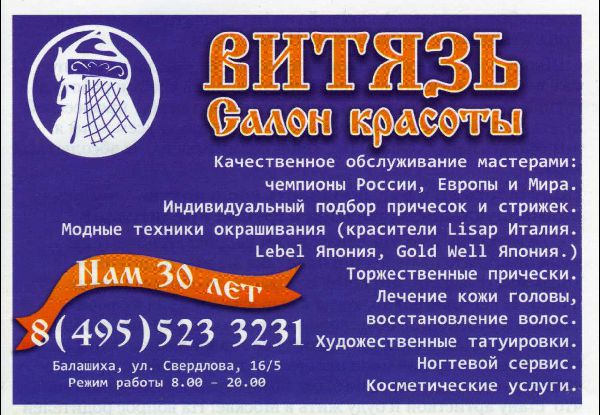 ВИТЯЗЬ
Салон красоты
Качественное обслуживание мастерами:
чемпионы России, Европы и Мира.
Индивидуальный подбор причесок и стрижек.
Модные техники окрашивания (красители Lisap Италия.
Lebel Япония, Gold Well Япония.)
Торжественные прически.
Лечение кожи головы,
восстановление волос.
Художественные татуировки.
Ногтевой сервис.
Косметические услуги.
Нам 30 лет
8(495)523 3231
Балашиха, ул. Свердлова, 16/5
Режим работы 8.00 – 20.00